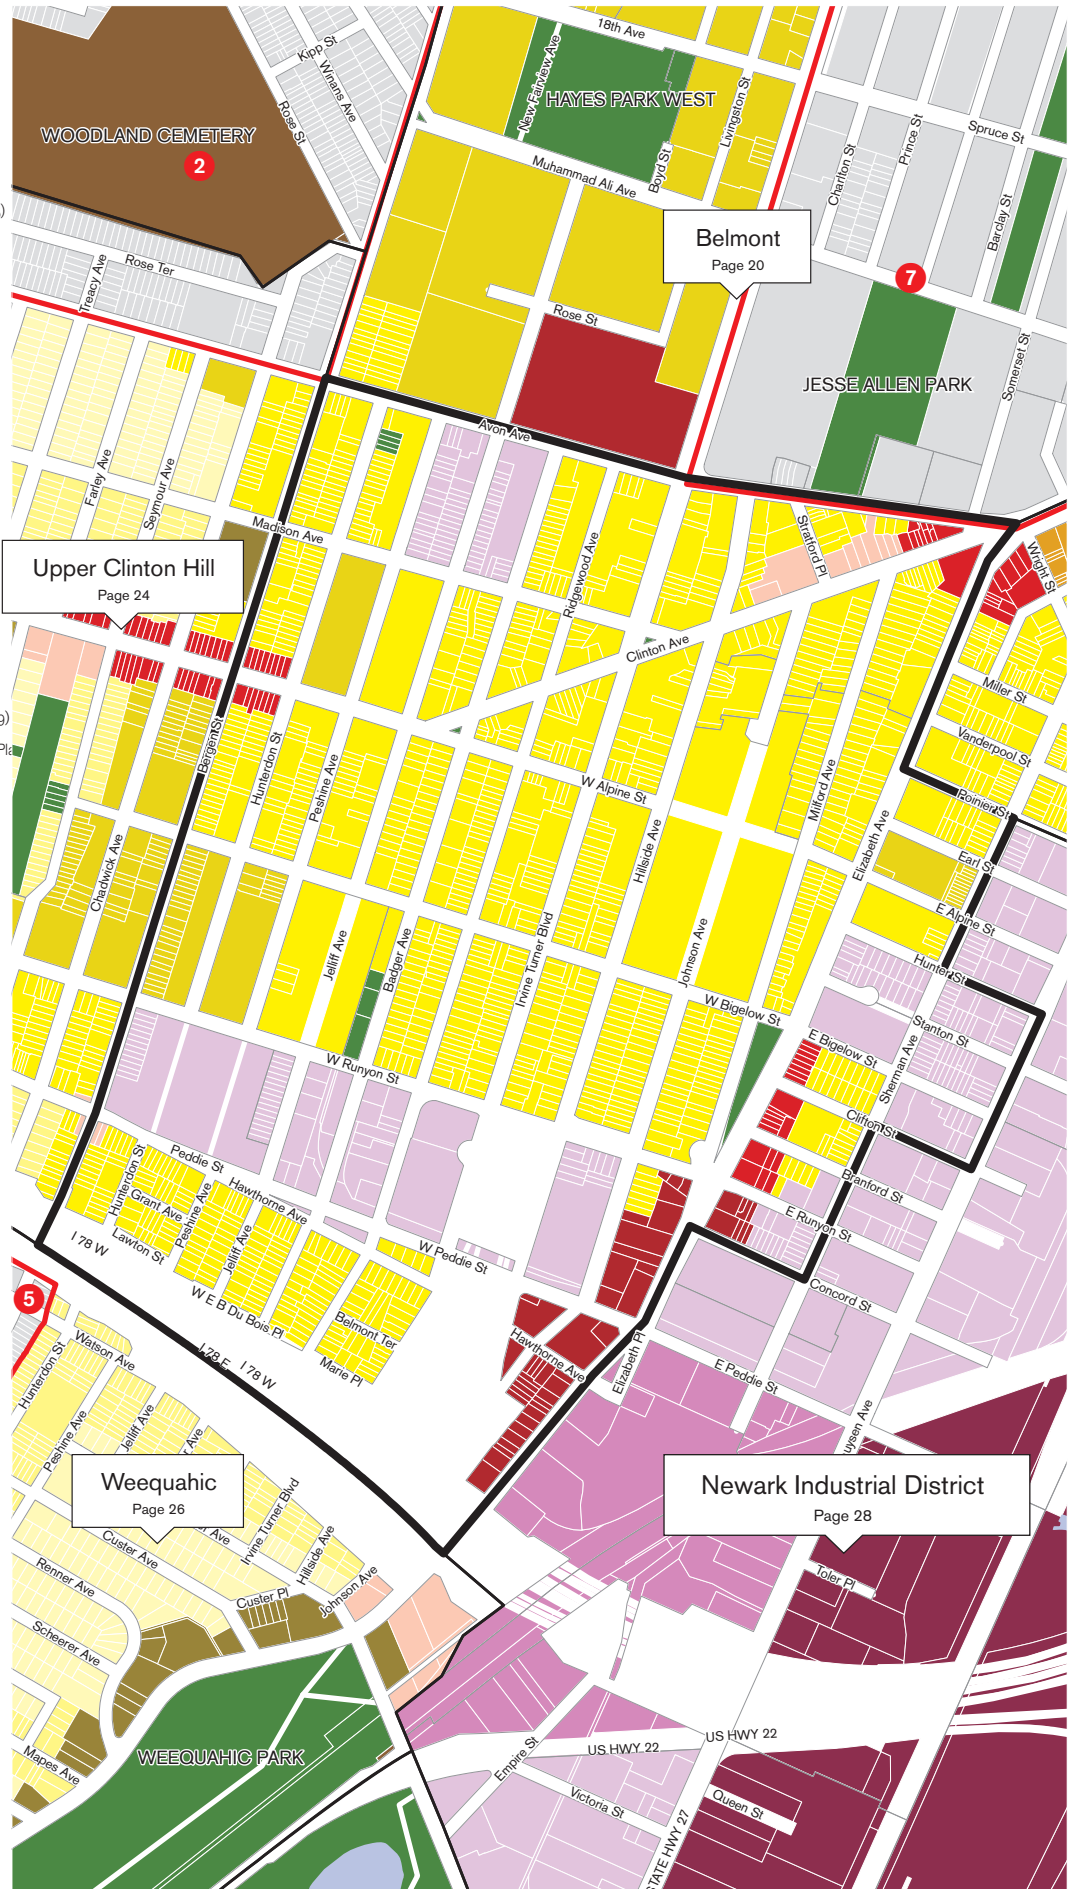 18th Ave
Kipp St
Winans Ave
New Fairview Ave
HAYES PARK WEST
Livingston St
Rose St
WOODLAND CEMETERY
2
Prince St
Spruce St
Charlton St
Muhammad Ali Ave
Boyd St
Barclay St
)
Belmont
Page 20
Rose Ter
Treacy Ave
7
Rose St
JESSE ALLEN PARK
Somerset St
Avon Ave
Farley Ave
Seymour Ave
Madison Ave
Stratford Pl
Ridgewood Ave
Wright St
Upper Clinton Hill
Page 24
Clinton Ave
Miller St
9)
Pla
Bergen St
Hunterdon St
Peshine Ave
Vanderpool St
W Alpine St
Milford Ave
Poinier St
Hillside Ave
Elizabeth Ave
Chadwick Ave
Earl St
E Alpine St
Jelliff Ave
Badger Ave
Irvine Turner Blvd
Johnson Ave
Hunter St
W Bigelow St
Stanton St
E Bigelow St
Sherman Ave
W Runyon St
Clifton St
Peddie St
Hunterdon St
Hawthorne Ave
Branford St
Grant Ave
Peshine Ave
E Runyon St
Lawton St
Jelliff Ave
I 78 W
W Peddie St
Concord St
5
W E B Du Bois Pl
Belmont Ter
Marie Pl
Hawthorne Ave
Elizabeth Pl
Watson Ave
I 78 E
I 78 W
E Peddie St
Hunterdon St
Peshine Ave
Jelliff Ave
r Ave
uysen Ave
Weequahic
Page 26
Newark Industrial District
Page 28
Irvine Turner Blvd
r Ave
Custer Ave
Hillside Ave
Renner Ave
Custer Pl
Johnson Ave
Toler Pl
Scheerer Ave
WEEQUAHIC PARK
Mapes Ave
US HWY 22
US HWY 22
Empire St
Victoria St
Queen St
STATE HWY 27